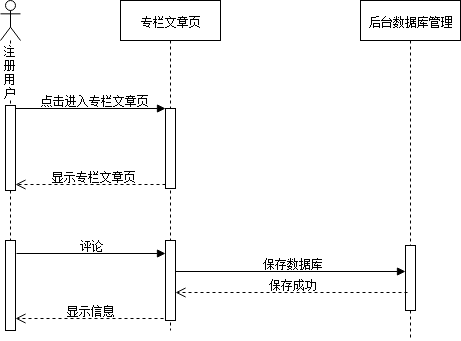 专栏文章页
后台数据库管理
注册用户
点击进入专栏文章页
显示专栏文章页
评论
保存数据库
保存成功
显示信息